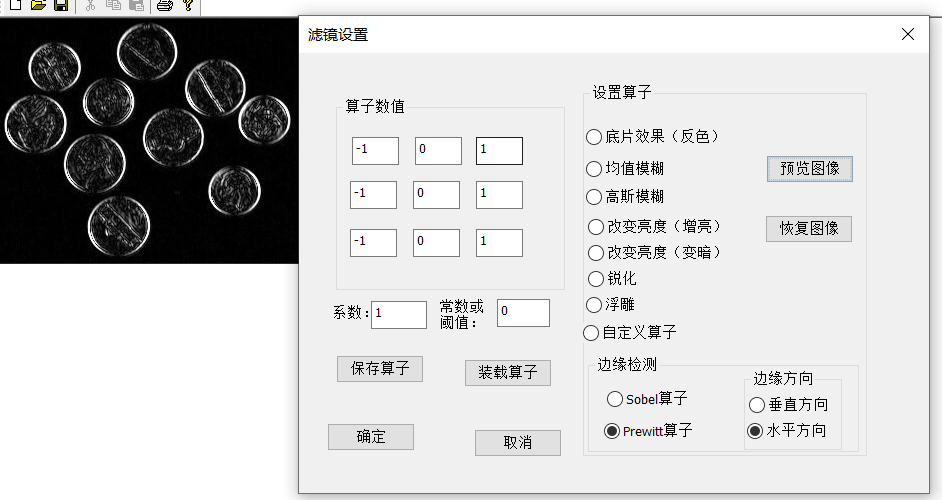 滤镜设置
算子数值
-1 0 1
-1 0 1
-1 0 1
系数: 1
常数或
阈值: 0
保存算子
装载算子
确定
取消
设置算子
底片效果（反色）
均值模糊
高斯模糊
改变亮度（增亮）
改变亮度（变暗）
锐化
浮雕
自定义算子
预览图像
恢复图像
边缘检测
Sobel算子
Prewitt算子
边缘方向
垂直方向
水平方向